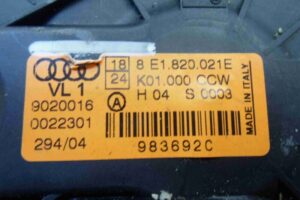 18
24
8 E1.820.021E
K01.000 CCW
VL 1
A
H 04 S 0003
9020016
0022301
294/04
983692C
MADE IN ITALY